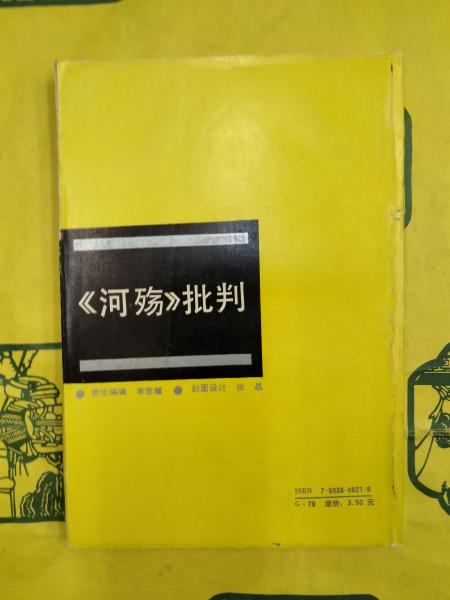 《河殇》批判
责任编辑 李世耀 封面设计 田晶
ISBN 7-5038-0621-9
G·79 定价：3.50元